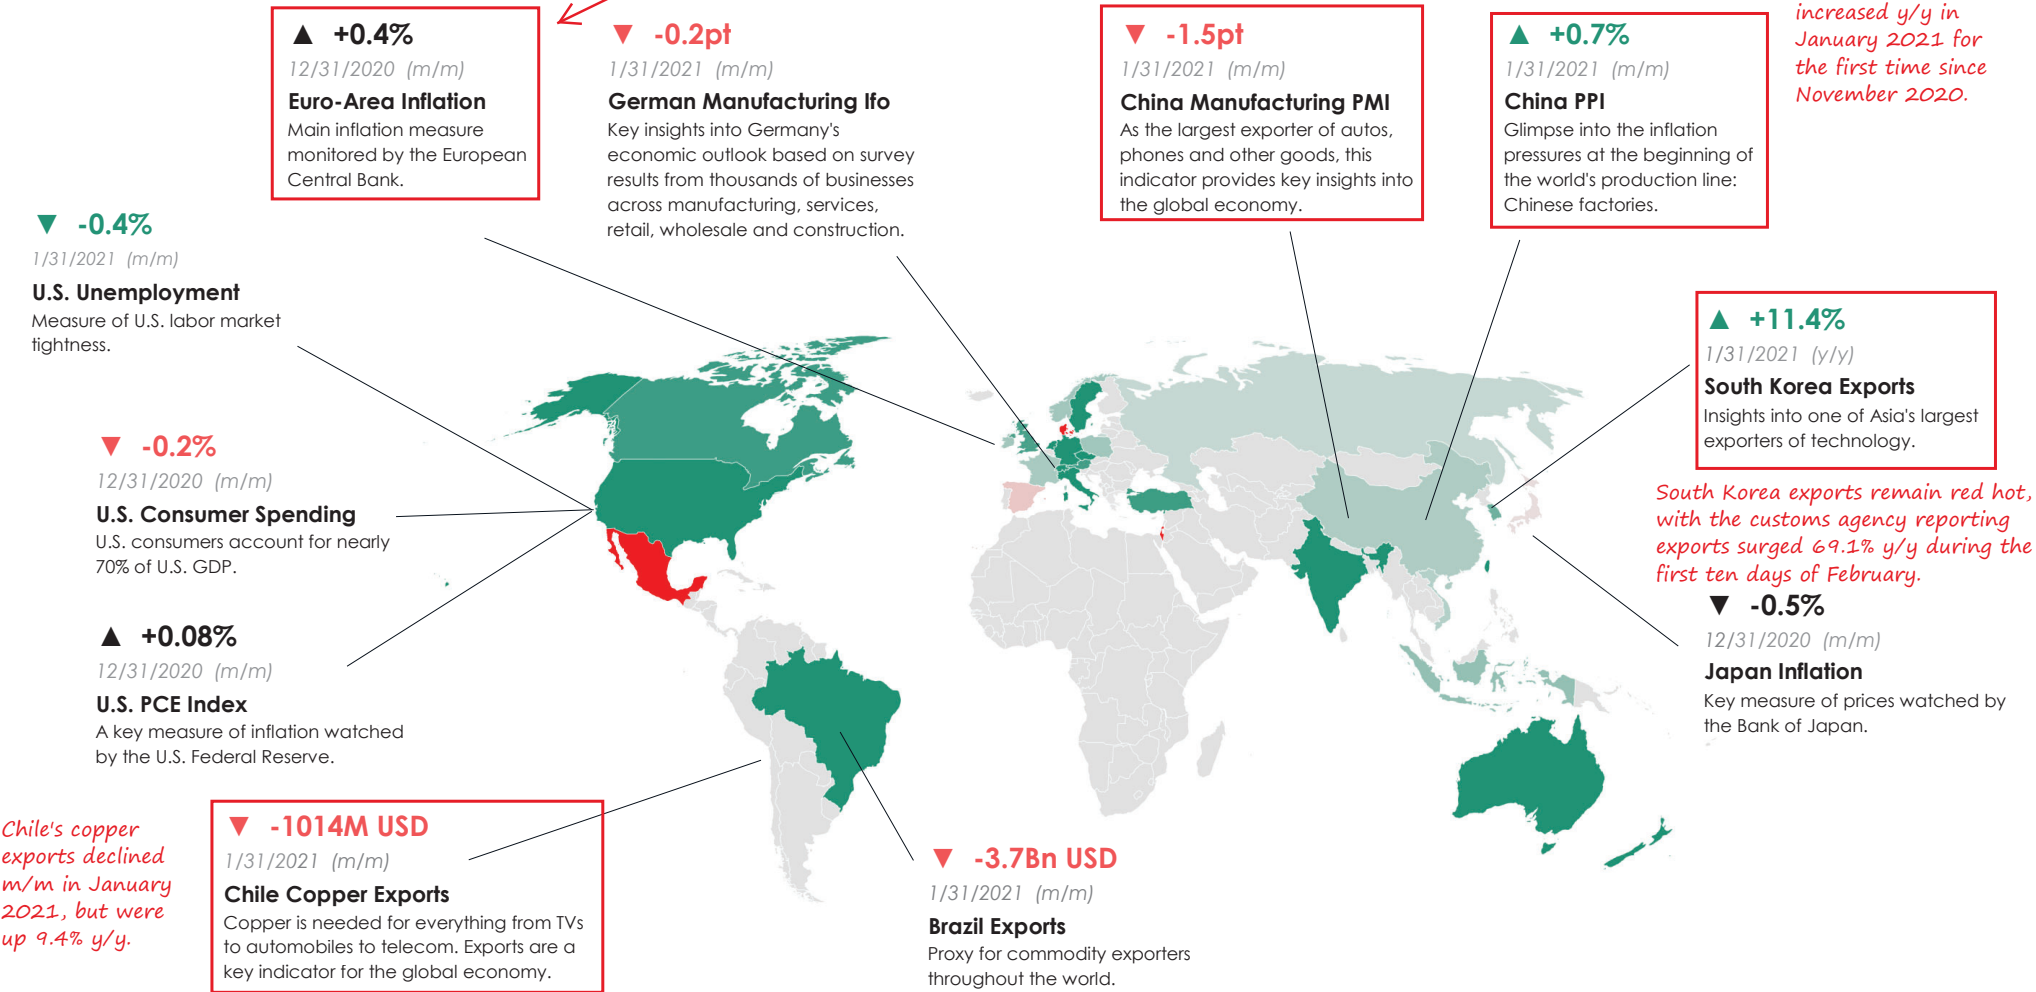 ▲ +0.4%
12/31/2020 (m/m)
Euro-Area Inflation
Main inflation measure
monitored by the European
Central Bank.
▼ -0.2pt
1/31/2021 (m/m)
German Manufacturing Ifo
Key insights into Germany's
economic outlook based on survey
results from thousands of businesses
across manufacturing, services,
retail, wholesale and construction.
▼ -1.5pt
1/31/2021 (m/m)
China Manufacturing PMI
As the largest exporter of autos,
phones and other goods, this
indicator provides key insights into
the global economy.
▲ +0.7%
1/31/2021 (m/m)
China PPI
Glimpse into the inflation
pressures at the beginning of
the world's production line:
Chinese factories.
increased y/y in
January 2021 for
the first time since
November 2020.
▼ -0.4%
1/31/2021 (m/m)
U.S. Unemployment
Measure of U.S. labor market
tightness.
▲ +11.4%
1/31/2021 (y/y)
South Korea Exports
Insights into one of Asia's largest
exporters of technology.
South Korea exports remain red hot,
with the customs agency reporting
exports surged 69.1% y/y during the
first ten days of February.
▼ -0.2%
12/31/2020 (m/m)
U.S. Consumer Spending
U.S. consumers account for nearly
70% of U.S. GDP.
▼ -0.5%
12/31/2020 (m/m)
Japan Inflation
Key measure of prices watched by
the Bank of Japan.
▲ +0.08%
12/31/2020 (m/m)
U.S. PCE Index
A key measure of inflation watched
by the U.S. Federal Reserve.
Chile's copper
exports declined
m/m in January
2021, but were
up 9.4% y/y.
▼ -1014M USD
1/31/2021 (m/m)
Chile Copper Exports
Copper is needed for everything from TVs
to automobiles to telecom. Exports are a
key indicator for the global economy.
▼ -3.7Bn USD
1/31/2021 (m/m)
Brazil Exports
Proxy for commodity exporters
throughout the world.